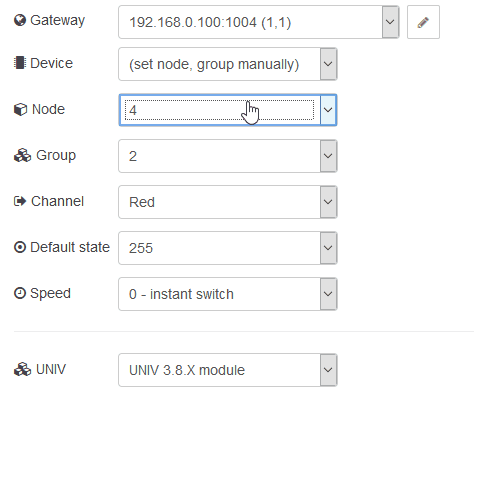 Gateway 192.168.0.100:1004 (1,1)
Device (set node, group manually)
Node 4
Group 2
Channel Red
Default state 255
Speed 0 - instant switch
UNIV UNIV 3.8.X module